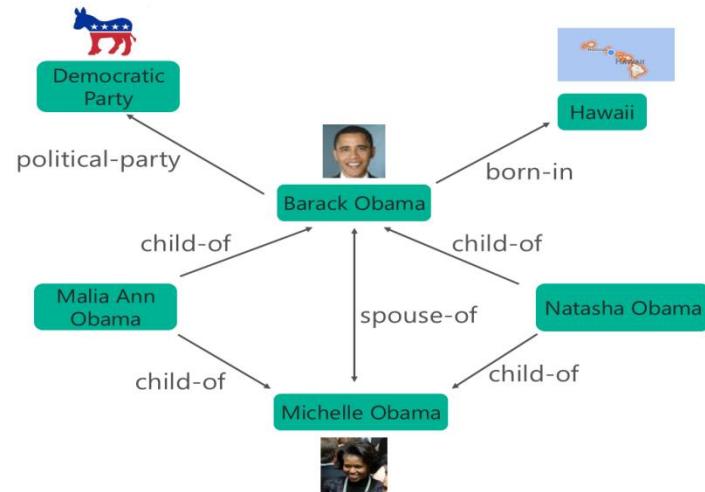 Democratic
Party
Hawaii
political-party
born-in
Barack Obama
child-of
child-of
Malia Ann
Obama
spouse-of
Natasha Obama
child-of
child-of
Michelle Obama